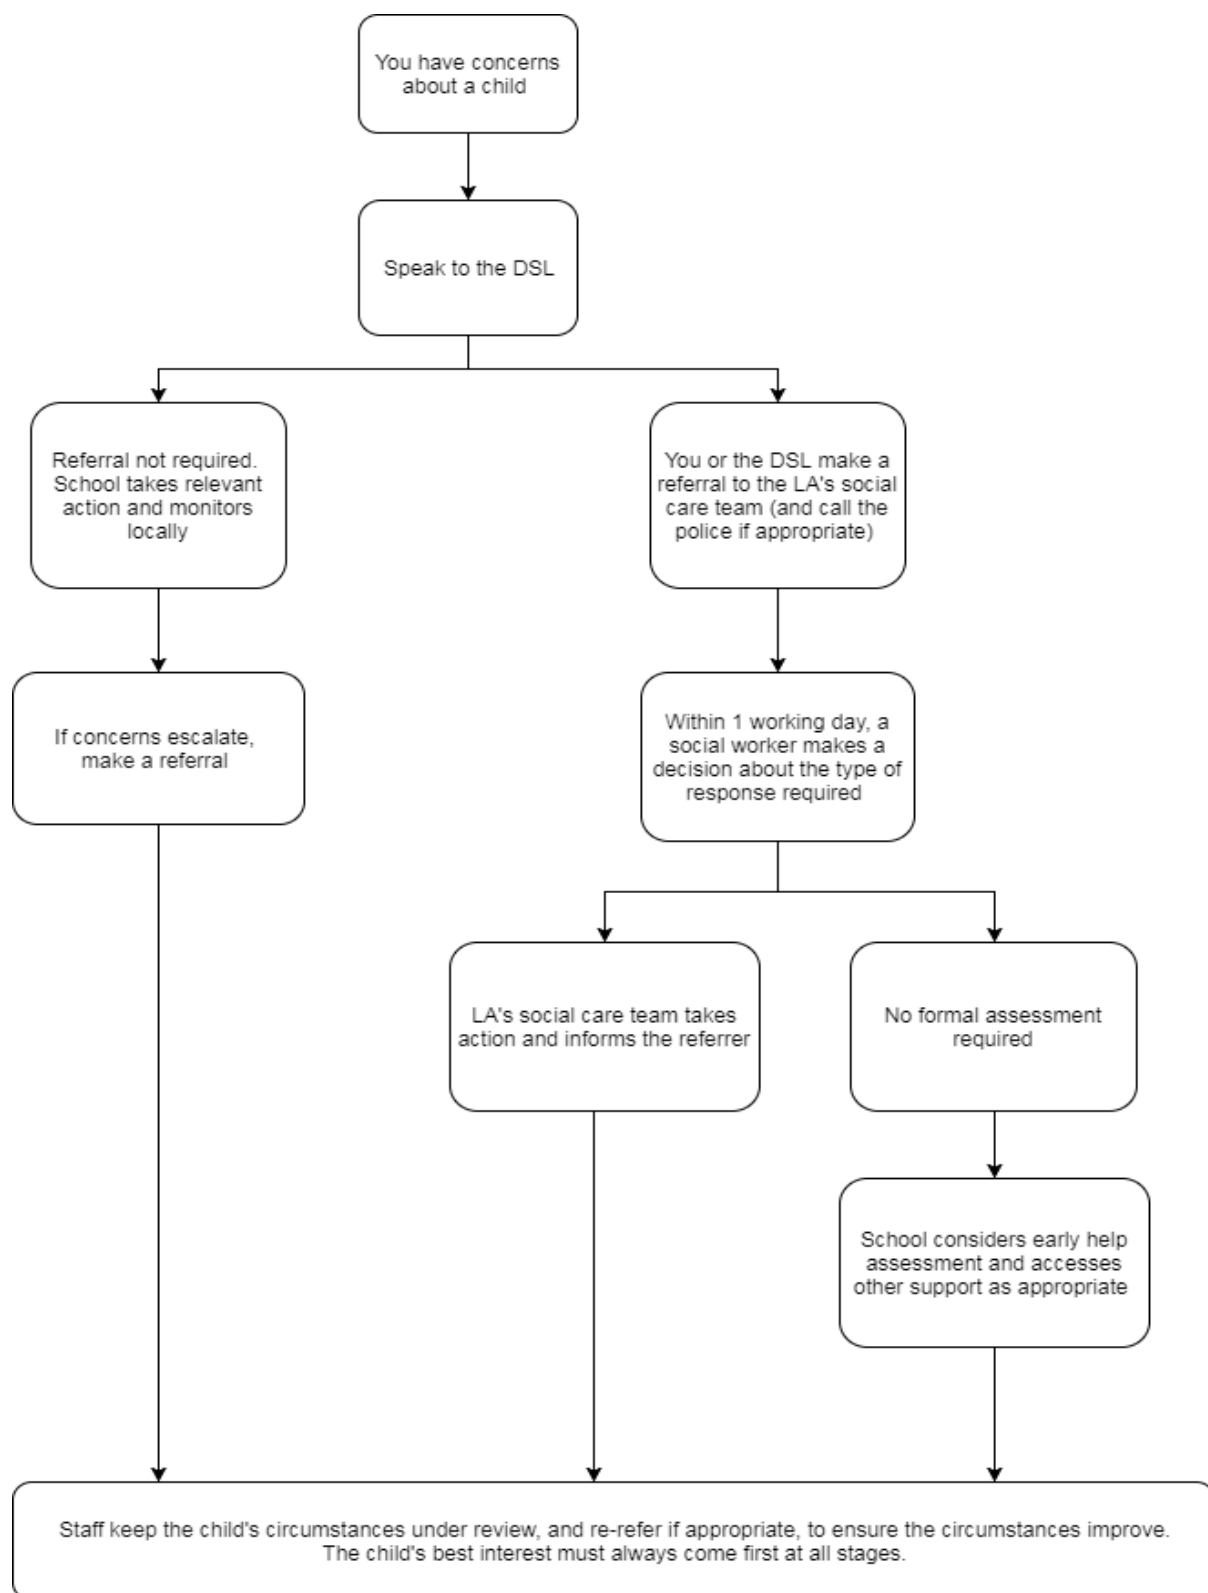 You have concerns
about a child
Speak to the DSL
Referral not required.
School takes relevant
action and monitors
locally
You or the DSL make a
referral to the LA's social
care team (and call the
police if appropriate)
If concerns escalate,
make a referral
Within 1 working day, a
social worker makes a
decision about the type of
response required
LA's social care team takes
action and informs the referrer
No formal assessment
required
School considers early help
assessment and accesses
other support as appropriate
Staff keep the child's circumstances under review, and re-refer if appropriate, to ensure the circumstances improve.
The child's best interest must always come first at all stages.